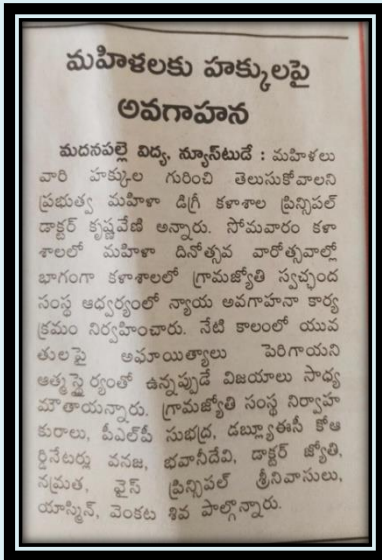 మహిళలకు హక్కులపై
అవగాహన
మదనపల్లె విద్య, న్యూస్‌టుడే : మహిళలు
వారి హక్కుల గురించి తెలుసుకోవాలని
ప్రభుత్వ మహిళా డిగ్రీ కళాశాల ప్రిన్సిపల్
డాక్టర్ కృష్ణవేణి అన్నారు. సోమవారం కళా
శాలలో మహిళా దినోత్సవ వారోత్సవాల్లో
భాగంగా కళాశాలలో గ్రామజ్యోతి స్వచ్ఛంద
సంస్థ ఆధ్వర్యంలో న్యాయ అవగాహనా కార్య
క్రమం నిర్వహించారు. నేటి కాలంలో యువ
తులపై అఘాయిత్యాలు పెరిగాయని
ఆత్మస్థైర్యంతో ఉన్నప్పుడే విజయాలు సాధ్య
మౌతాయన్నారు. గ్రామజ్యోతి సంస్థ నిర్వాహ
కురాలు, పీఎల్‌పీ సుభద్ర, డబ్ల్యూఈసీ కోఆ
ర్డినేటర్లు వనజ, భవానీదేవి, డాక్టర్ జ్యోతి,
నమ్రత, వైస్ ప్రిన్సిపల్ శ్రీనివాసులు,
యాస్మిన్, వెంకట శివ పాల్గొన్నారు.